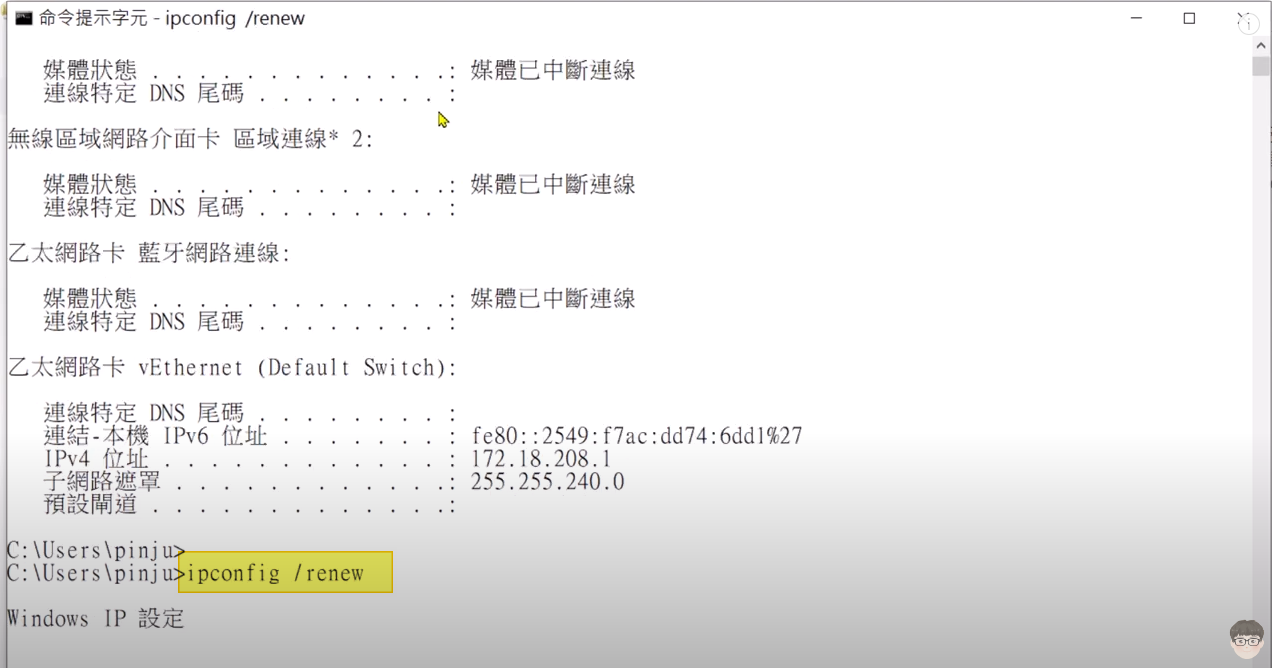 命令提示字元 - ipconfig /renew
媒體狀態 . . . . . . . . . . . . .: 媒體已中斷連線
連線特定 DNS 尾碼 . . . . . . . . :
無線區域網路介面卡 區域連線* 2:
媒體狀態 . . . . . . . . . . . . .: 媒體已中斷連線
連線特定 DNS 尾碼 . . . . . . . . :
乙太網路卡 藍牙網路連線:
媒體狀態 . . . . . . . . . . . . .: 媒體已中斷連線
連線特定 DNS 尾碼 . . . . . . . . :
乙太網路卡 vEthernet (Default Switch):
連線特定 DNS 尾碼 . . . . . . . . :
連結-本機 IPv6 位址 . . . . . . . : fe80::2549:f7ac:dd74:6dd1%27
IPv4 位址 . . . . . . . . . . . . : 172.18.208.1
子網路遮罩 . . . . . . . . . . . .: 255.255.240.0
預設閘道 . . . . . . . . . . . . .:
C:\Users\pinju>
C:\Users\pinju>ipconfig /renew
Windows IP 設定